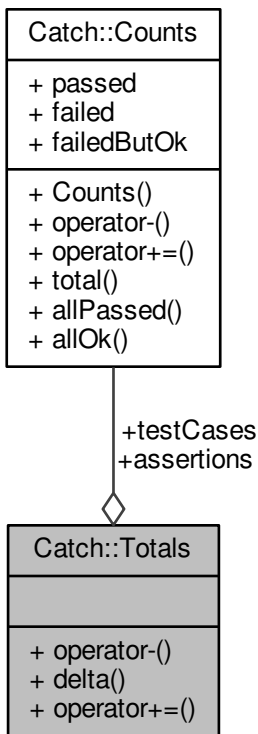 Catch::Counts
+ passed
+ failed
+ failedButOk
+ Counts()
+ operator-()
+ operator+=()
+ total()
+ allPassed()
+ allOk()
+testCases
+assertions
Catch::Totals
+ operator-()
+ delta()
+ operator+=()